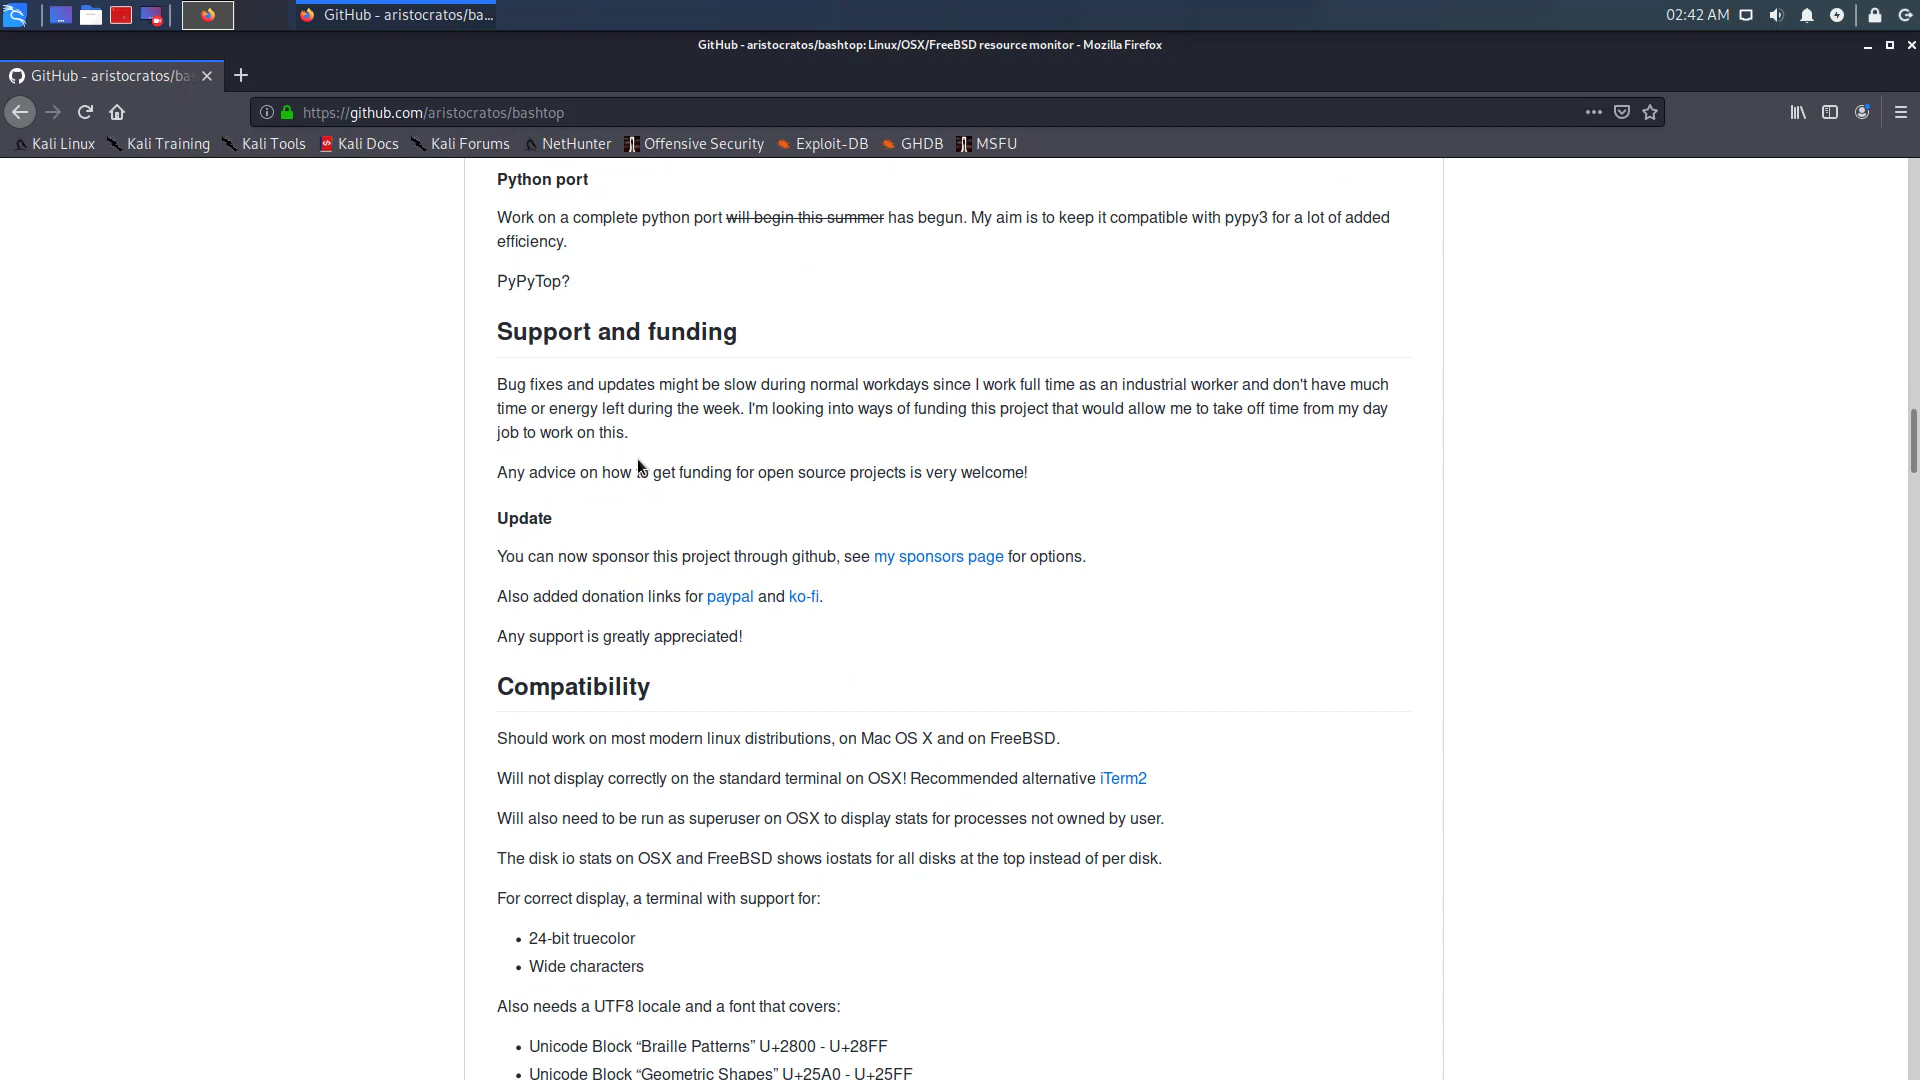 GitHub - aristocratos/ba...
02:42 AM
GitHub - aristocratos/bashtop: Linux/OSX/FreeBSD resource monitor - Mozilla Firefox
GitHub - aristocratos/ba
https://github.com/aristocratos/bashtop
Kali Linux Kali Training Kali Tools Kali Docs Kali Forums NetHunter Offensive Security Exploit-DB GHDB MSFU
Python port
Work on a complete python port will begin this summer has begun. My aim is to keep it compatible with pypy3 for a lot of added
efficiency.
PyPyTop?
Support and funding
Bug fixes and updates might be slow during normal workdays since I work full time as an industrial worker and don't have much
time or energy left during the week. I'm looking into ways of funding this project that would allow me to take off time from my day
job to work on this.
Any advice on how to get funding for open source projects is very welcome!
Update
You can now sponsor this project through github, see my sponsors page for options.
Also added donation links for paypal and ko-fi.
Any support is greatly appreciated!
Compatibility
Should work on most modern linux distributions, on Mac OS X and on FreeBSD.
Will not display correctly on the standard terminal on OSX! Recommended alternative iTerm2
Will also need to be run as superuser on OSX to display stats for processes not owned by user.
The disk io stats on OSX and FreeBSD shows iostats for all disks at the top instead of per disk.
For correct display, a terminal with support for:
• 24-bit truecolor
• Wide characters
Also needs a UTF8 locale and a font that covers:
• Unicode Block “Braille Patterns” U+2800 - U+28FF
• Unicode Block “Geometric Shapes” U+25A0 - U+25FF